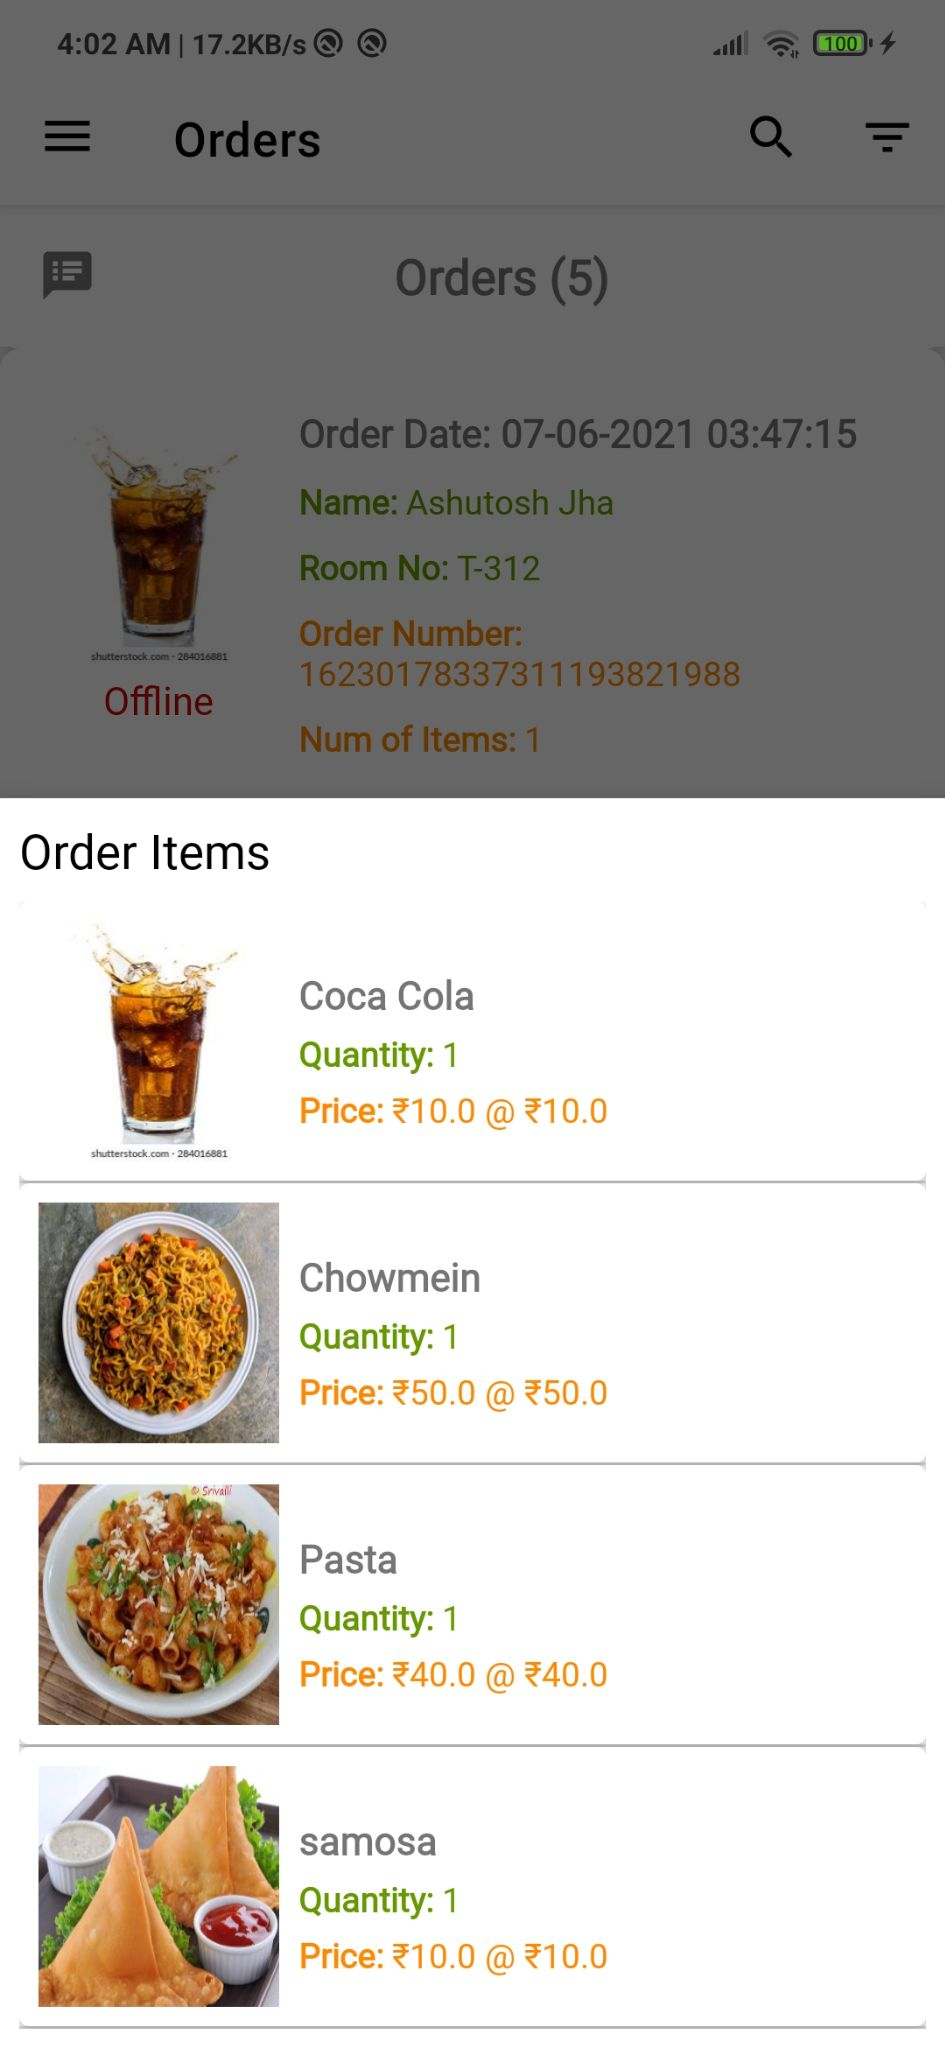 4:02 AM | 17.2KB/s
100
Orders
Orders (5)
Order Date: 07-06-2021 03:47:15
Name: Ashutosh Jha
Room No: T-312
Order Number:
16230178337311193821988
Num of Items: 1
shutterstock.com · 284016881
Offline
Order Items
Coca Cola
Quantity: 1
Price: ₹10.0 @ ₹10.0
shutterstock.com · 284016881
Chowmein
Quantity: 1
Price: ₹50.0 @ ₹50.0
© Srivalli
Pasta
Quantity: 1
Price: ₹40.0 @ ₹40.0
samosa
Quantity: 1
Price: ₹10.0 @ ₹10.0